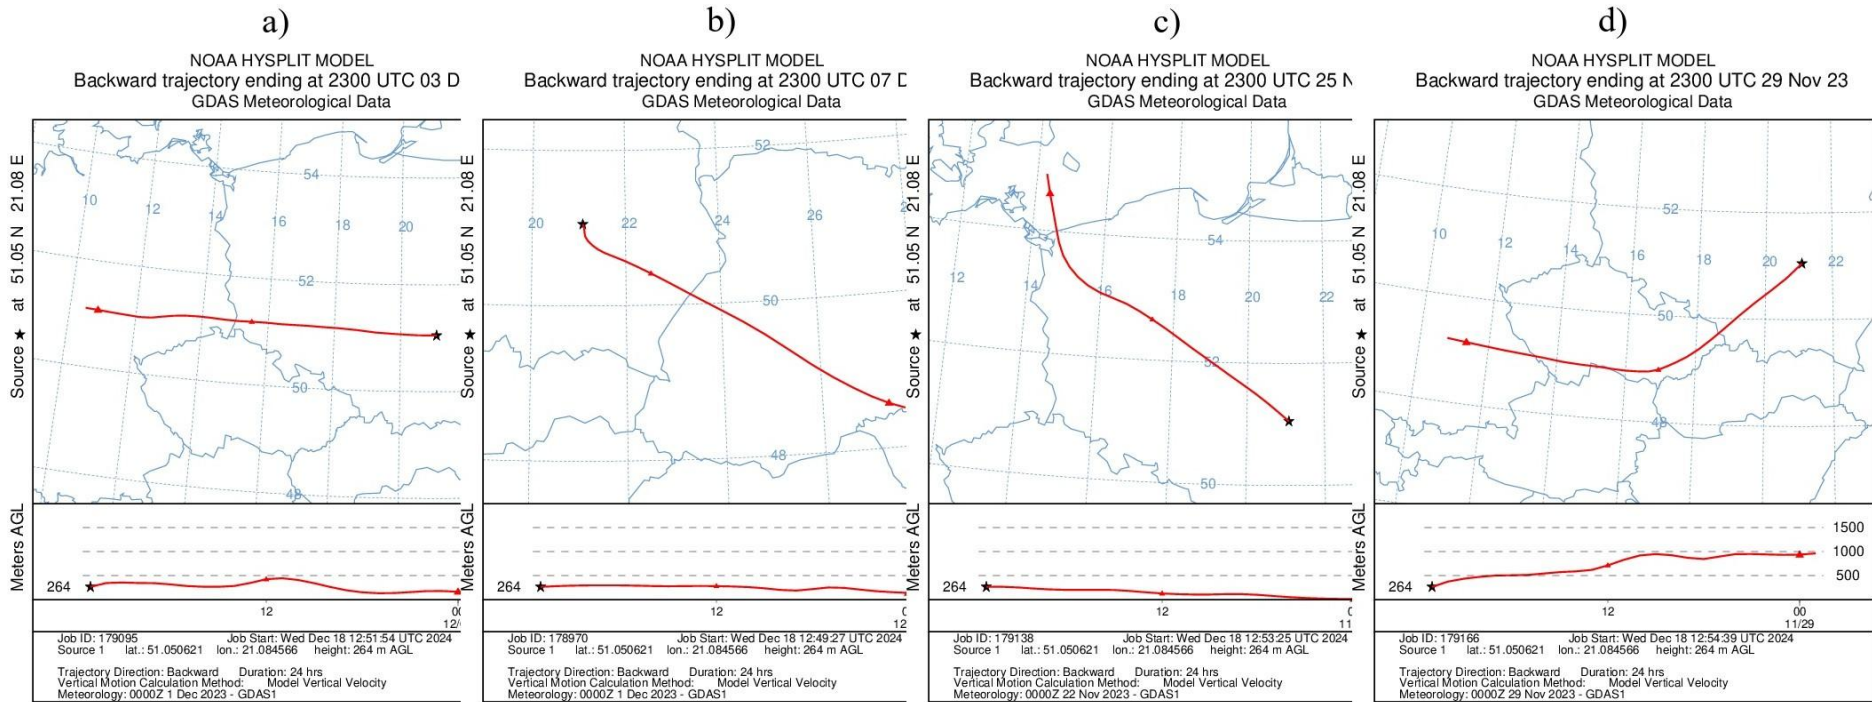 a)
NOAA HYSPLIT MODEL
Backward trajectory ending at 2300 UTC 03 D
GDAS Meteorological Data
Source ★ at 51.05 N 21.08 E
10
12
14
16
18
20
54
52
50
48
Meters AGL
264
12
00
12/
Job ID: 179095 Job Start: Wed Dec 18 12:51:54 UTC 2024
Source 1 lat.: 51.050621 lon.: 21.084566 height: 264 m AGL
Trajectory Direction: Backward Duration: 24 hrs
Vertical Motion Calculation Method: Model Vertical Velocity
Meteorology: 0000Z 1 Dec 2023 - GDAS1
b)
NOAA HYSPLIT MODEL
Backward trajectory ending at 2300 UTC 07 D
GDAS Meteorological Data
Source ★ at 51.05 N 21.08 E
52
20
22
24
26
50
48
Meters AGL
264
12
12
Job ID: 178970 Job Start: Wed Dec 18 12:49:27 UTC 2024
Source 1 lat.: 51.050621 lon.: 21.084566 height: 264 m AGL
Trajectory Direction: Backward Duration: 24 hrs
Vertical Motion Calculation Method: Model Vertical Velocity
Meteorology: 0000Z 1 Dec 2023 - GDAS1
c)
NOAA HYSPLIT MODEL
Backward trajectory ending at 2300 UTC 25 N
GDAS Meteorological Data
Source ★ at 51.05 N 21.08 E
54
12
14
16
18
20
22
52
50
Meters AGL
264
12
11
Job ID: 179138 Job Start: Wed Dec 18 12:53:25 UTC 2024
Source 1 lat.: 51.050621 lon.: 21.084566 height: 264 m AGL
Trajectory Direction: Backward Duration: 24 hrs
Vertical Motion Calculation Method: Model Vertical Velocity
Meteorology: 0000Z 22 Nov 2023 - GDAS1
d)
NOAA HYSPLIT MODEL
Backward trajectory ending at 2300 UTC 29 Nov 23
GDAS Meteorological Data
Source ★ at 51.05 N 21.08 E
52
10
12
14
16
18
20
22
50
48
Meters AGL
1500
1000
500
264
12
00
11/29
Job ID: 179166 Job Start: Wed Dec 18 12:54:39 UTC 2024
Source 1 lat.: 51.050621 lon.: 21.084566 height: 264 m AGL
Trajectory Direction: Backward Duration: 24 hrs
Vertical Motion Calculation Method: Model Vertical Velocity
Meteorology: 0000Z 29 Nov 2023 - GDAS1